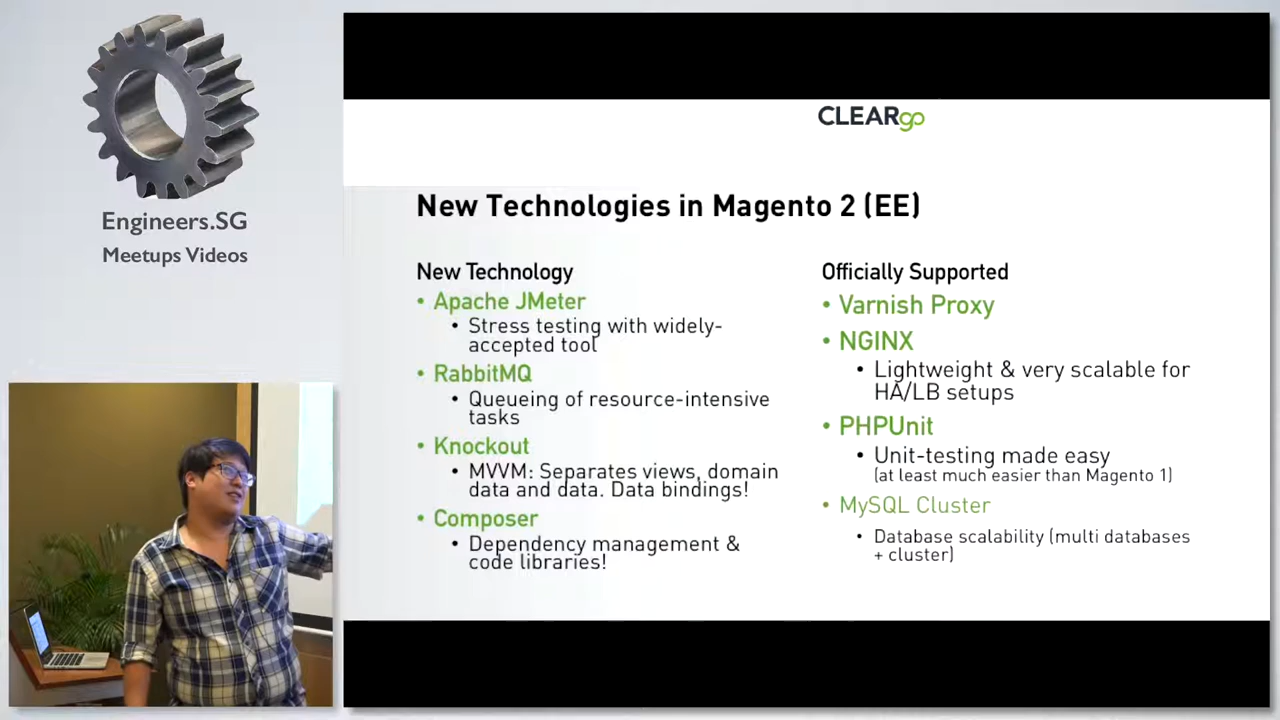 Engineers.SG
Meetups Videos
CLEARgo
New Technologies in Magento 2 (EE)
New Technology
• Apache JMeter
• Stress testing with widely-
accepted tool
• RabbitMQ
• Queueing of resource-intensive
tasks
• Knockout
• MVVM: Separates views, domain
data and data. Data bindings!
• Composer
• Dependency management &
code libraries!
Officially Supported
• Varnish Proxy
• NGINX
• Lightweight & very scalable for
HA/LB setups
• PHPUnit
• Unit-testing made easy
(at least much easier than Magento 1)
• MySQL Cluster
• Database scalability (multi databases
+ cluster)